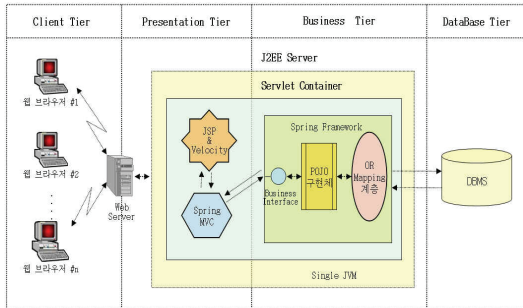 Client Tier
Presentation Tier
Business Tier
DataBase Tier
J2EE Server
Servlet Container
웹 브라우저 #1
웹 브라우저 #2
웹 브라우저 #n
Web
Server
JSP
&
Velocity
Spring
MVC
Spring Framework
Business
Interface
POJO
구현체
OR
Mapping
계층
DBMS
Single JVM